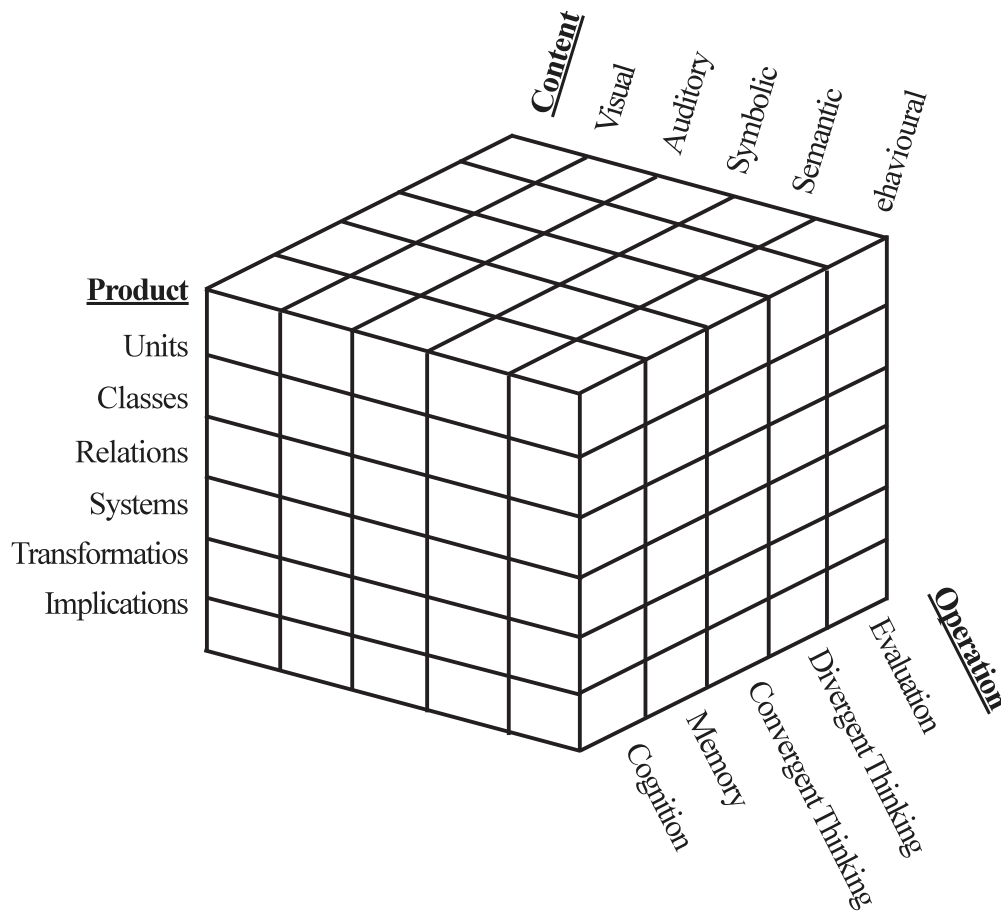 Content
Visual
Auditory
Symbolic
Semantic
ehavioural
Product
Units
Classes
Relations
Systems
Transformatios
Implications
Operation
Evaluation
Divergent Thinking
Convergent Thinking
Memory
Cognition